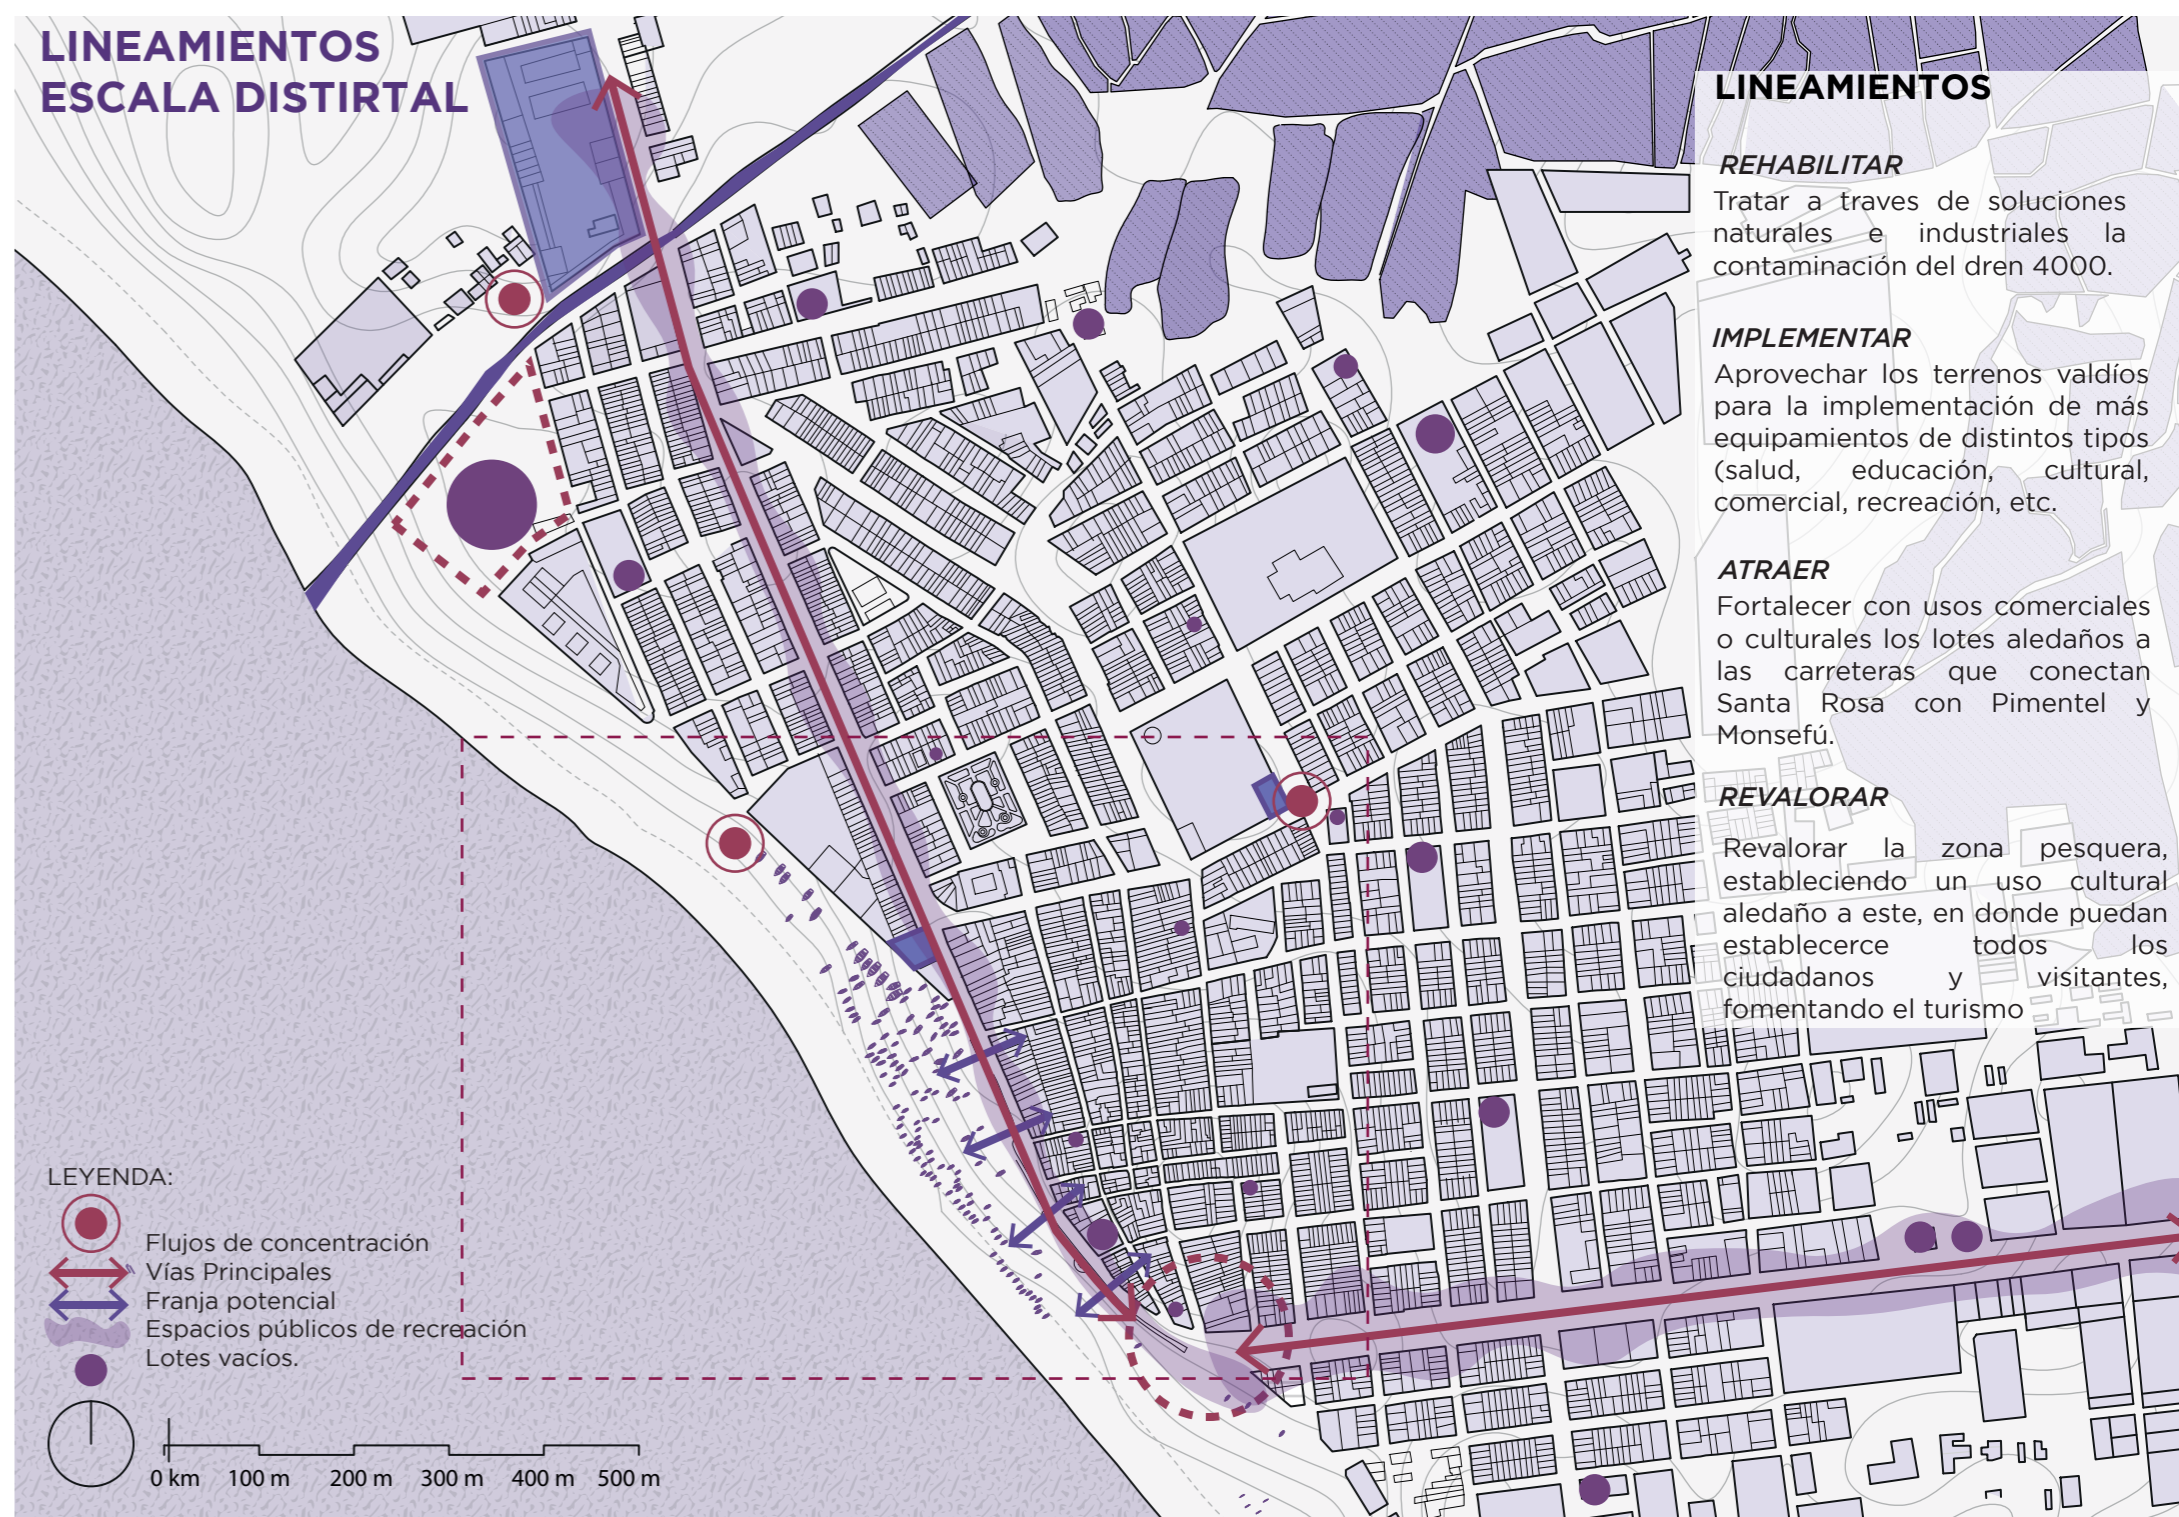 LINEAMIENTOS
ESCALA DISTIRTAL
LINEAMIENTOS
REHABILITAR
Tratar a traves de soluciones
naturales e industriales la
contaminación del dren 4000.
IMPLEMENTAR
Aprovechar los terrenos valdíos
para la implementación de más
equipamientos de distintos tipos
(salud, educación, cultural,
comercial, recreación, etc.
ATRAER
Fortalecer con usos comerciales
o culturales los lotes aledaños a
las carreteras que conectan
Santa Rosa con Pimentel y
Monsefú.
REVALORAR
Revalorar la zona pesquera,
estableciendo un uso cultural
aledaño a este, en donde puedan
establecerce todos los
ciudadanos y visitantes,
fomentando el turismo
LEYENDA:
Flujos de concentración
Vías Principales
Franja potencial
Espacios públicos de recreación
Lotes vacíos.
0 km 100 m 200 m 300 m 400 m 500 m